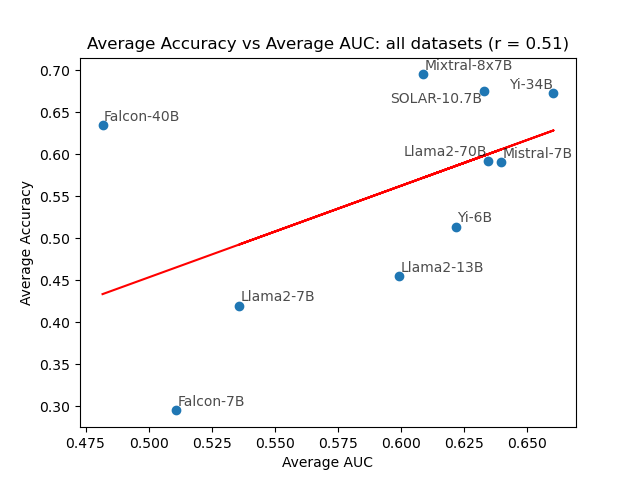 Average Accuracy vs Average AUC: all datasets (r = 0.51)
Average Accuracy
0.70
0.65
0.60
0.55
0.50
0.45
0.40
0.35
0.30
Mixtral-8x7B
Yi-34B
SOLAR-10.7B
Falcon-40B
Llama2-70B
Mistral-7B
Yi-6B
Llama2-13B
Llama2-7B
Falcon-7B
0.475 0.500 0.525 0.550 0.575 0.600 0.625 0.650
Average AUC